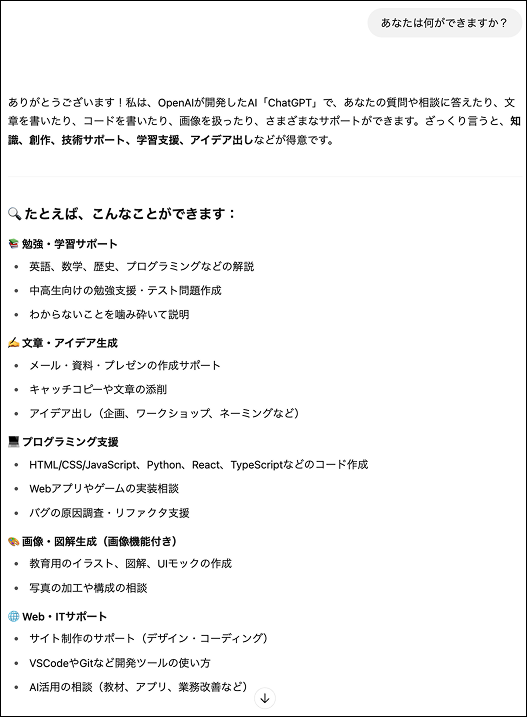 あなたは何ができますか？
ありがとうございます！私は、OpenAIが開発したAI「ChatGPT」で、あなたの質問や相談に答えたり、文
章を書いたり、コードを書いたり、画像を扱ったり、さまざまなサポートができます。ざっくり言うと、知
識、創作、技術サポート、学習支援、アイデア出しなどが得意です。
🔍 たとえば、こんなことができます：
📚 勉強・学習サポート
• 英語、数学、歴史、プログラミングなどの解説
• 中高生向けの勉強支援・テスト問題作成
• わからないことを噛み砕いて説明
✍️ 文章・アイデア生成
• メール・資料・プレゼンの作成サポート
• キャッチコピーや文章の添削
• アイデア出し（企画、ワークショップ、ネーミングなど）
💻 プログラミング支援
• HTML/CSS/JavaScript、Python、React、TypeScriptなどのコード作成
• Webアプリやゲームの実装相談
• バグの原因調査・リファクタ支援
🎨 画像・図解生成（画像機能付き）
• 教育用のイラスト、図解、UIモックの作成
• 写真の加工や構成の相談
🌐 Web・ITサポート
• サイト制作のサポート（デザイン・コーディング）
• VSCodeやGitなど開発ツールの使い方
• AI活用の相談（教材、アプリ、業務改善など）